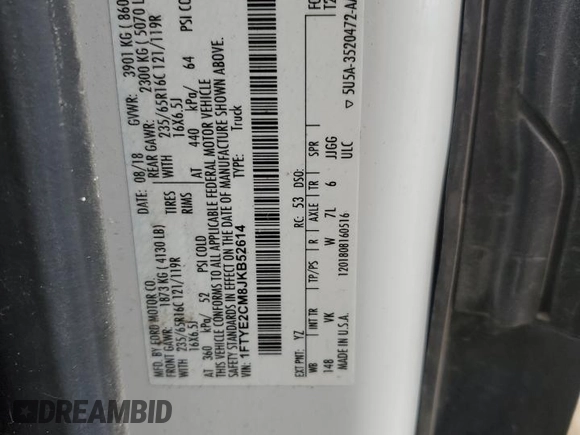 MFD. BY FORD MOTOR CO.
DATE: 08/18 GVWR: 3901 KG ( 860
FRONT GAWR: 1873 KG ( 4130 LB) REAR GAWR: 2300 KG ( 5070 L
WITH 235/65R16C 121/119R TIRES WITH 235/65R16C 121/119R
16X6.5J RIMS 16X6.5J
AT 360 kPa/ 52 PSI COLD AT 440 kPa/ 64 PSI CO
THIS VEHICLE CONFORMS TO ALL APPLICABLE FEDERAL MOTOR VEHICLE
SAFETY STANDARDS IN EFFECT ON THE DATE OF MANUFACTURE SHOWN ABOVE.
VIN: 1FTYE2CM8JKB52614 TYPE: Truck
EXT PNT: YZ RC: 53 DSO: FO
WB INT TR TP/PS R AXLE TR SPR
148 VK W 7L 6 JJGG
MADE IN U.S.A. 1201808160516 ULC
▽ 5U5A-3520472-AA
DREAMBID